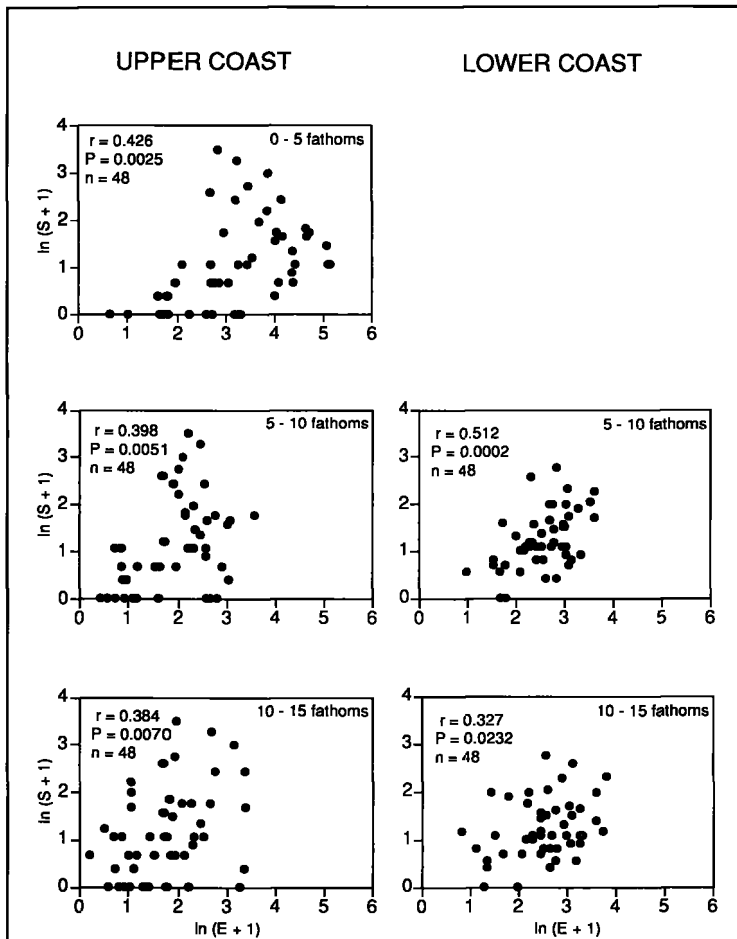 UPPER COAST
LOWER COAST
r = 0.426
P = 0.0025
n = 48
0 - 5 fathoms
ln (S + 1)
4
3
2
1
0
0 1 2 3 4 5 6
r = 0.398
P = 0.0051
n = 48
5 - 10 fathoms
ln (S + 1)
4
3
2
1
0
0 1 2 3 4 5 6
r = 0.512
P = 0.0002
n = 48
5 - 10 fathoms
4
3
2
1
0
0 1 2 3 4 5 6
r = 0.384
P = 0.0070
n = 48
10 - 15 fathoms
ln (S + 1)
4
3
2
1
0
0 1 2 3 4 5 6
ln (E + 1)
r = 0.327
P = 0.0232
n = 48
10 - 15 fathoms
4
3
2
1
0
0 1 2 3 4 5 6
ln (E + 1)